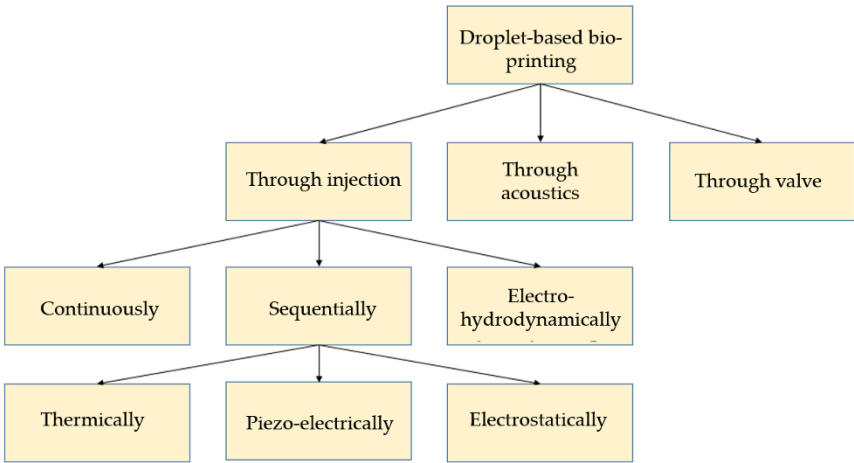 Droplet-based bio-
printing
Through injection
Through
acoustics
Through valve
Continuously
Sequentially
Electro-
hydrodynamically
Thermically
Piezo-electrically
Electrostatically